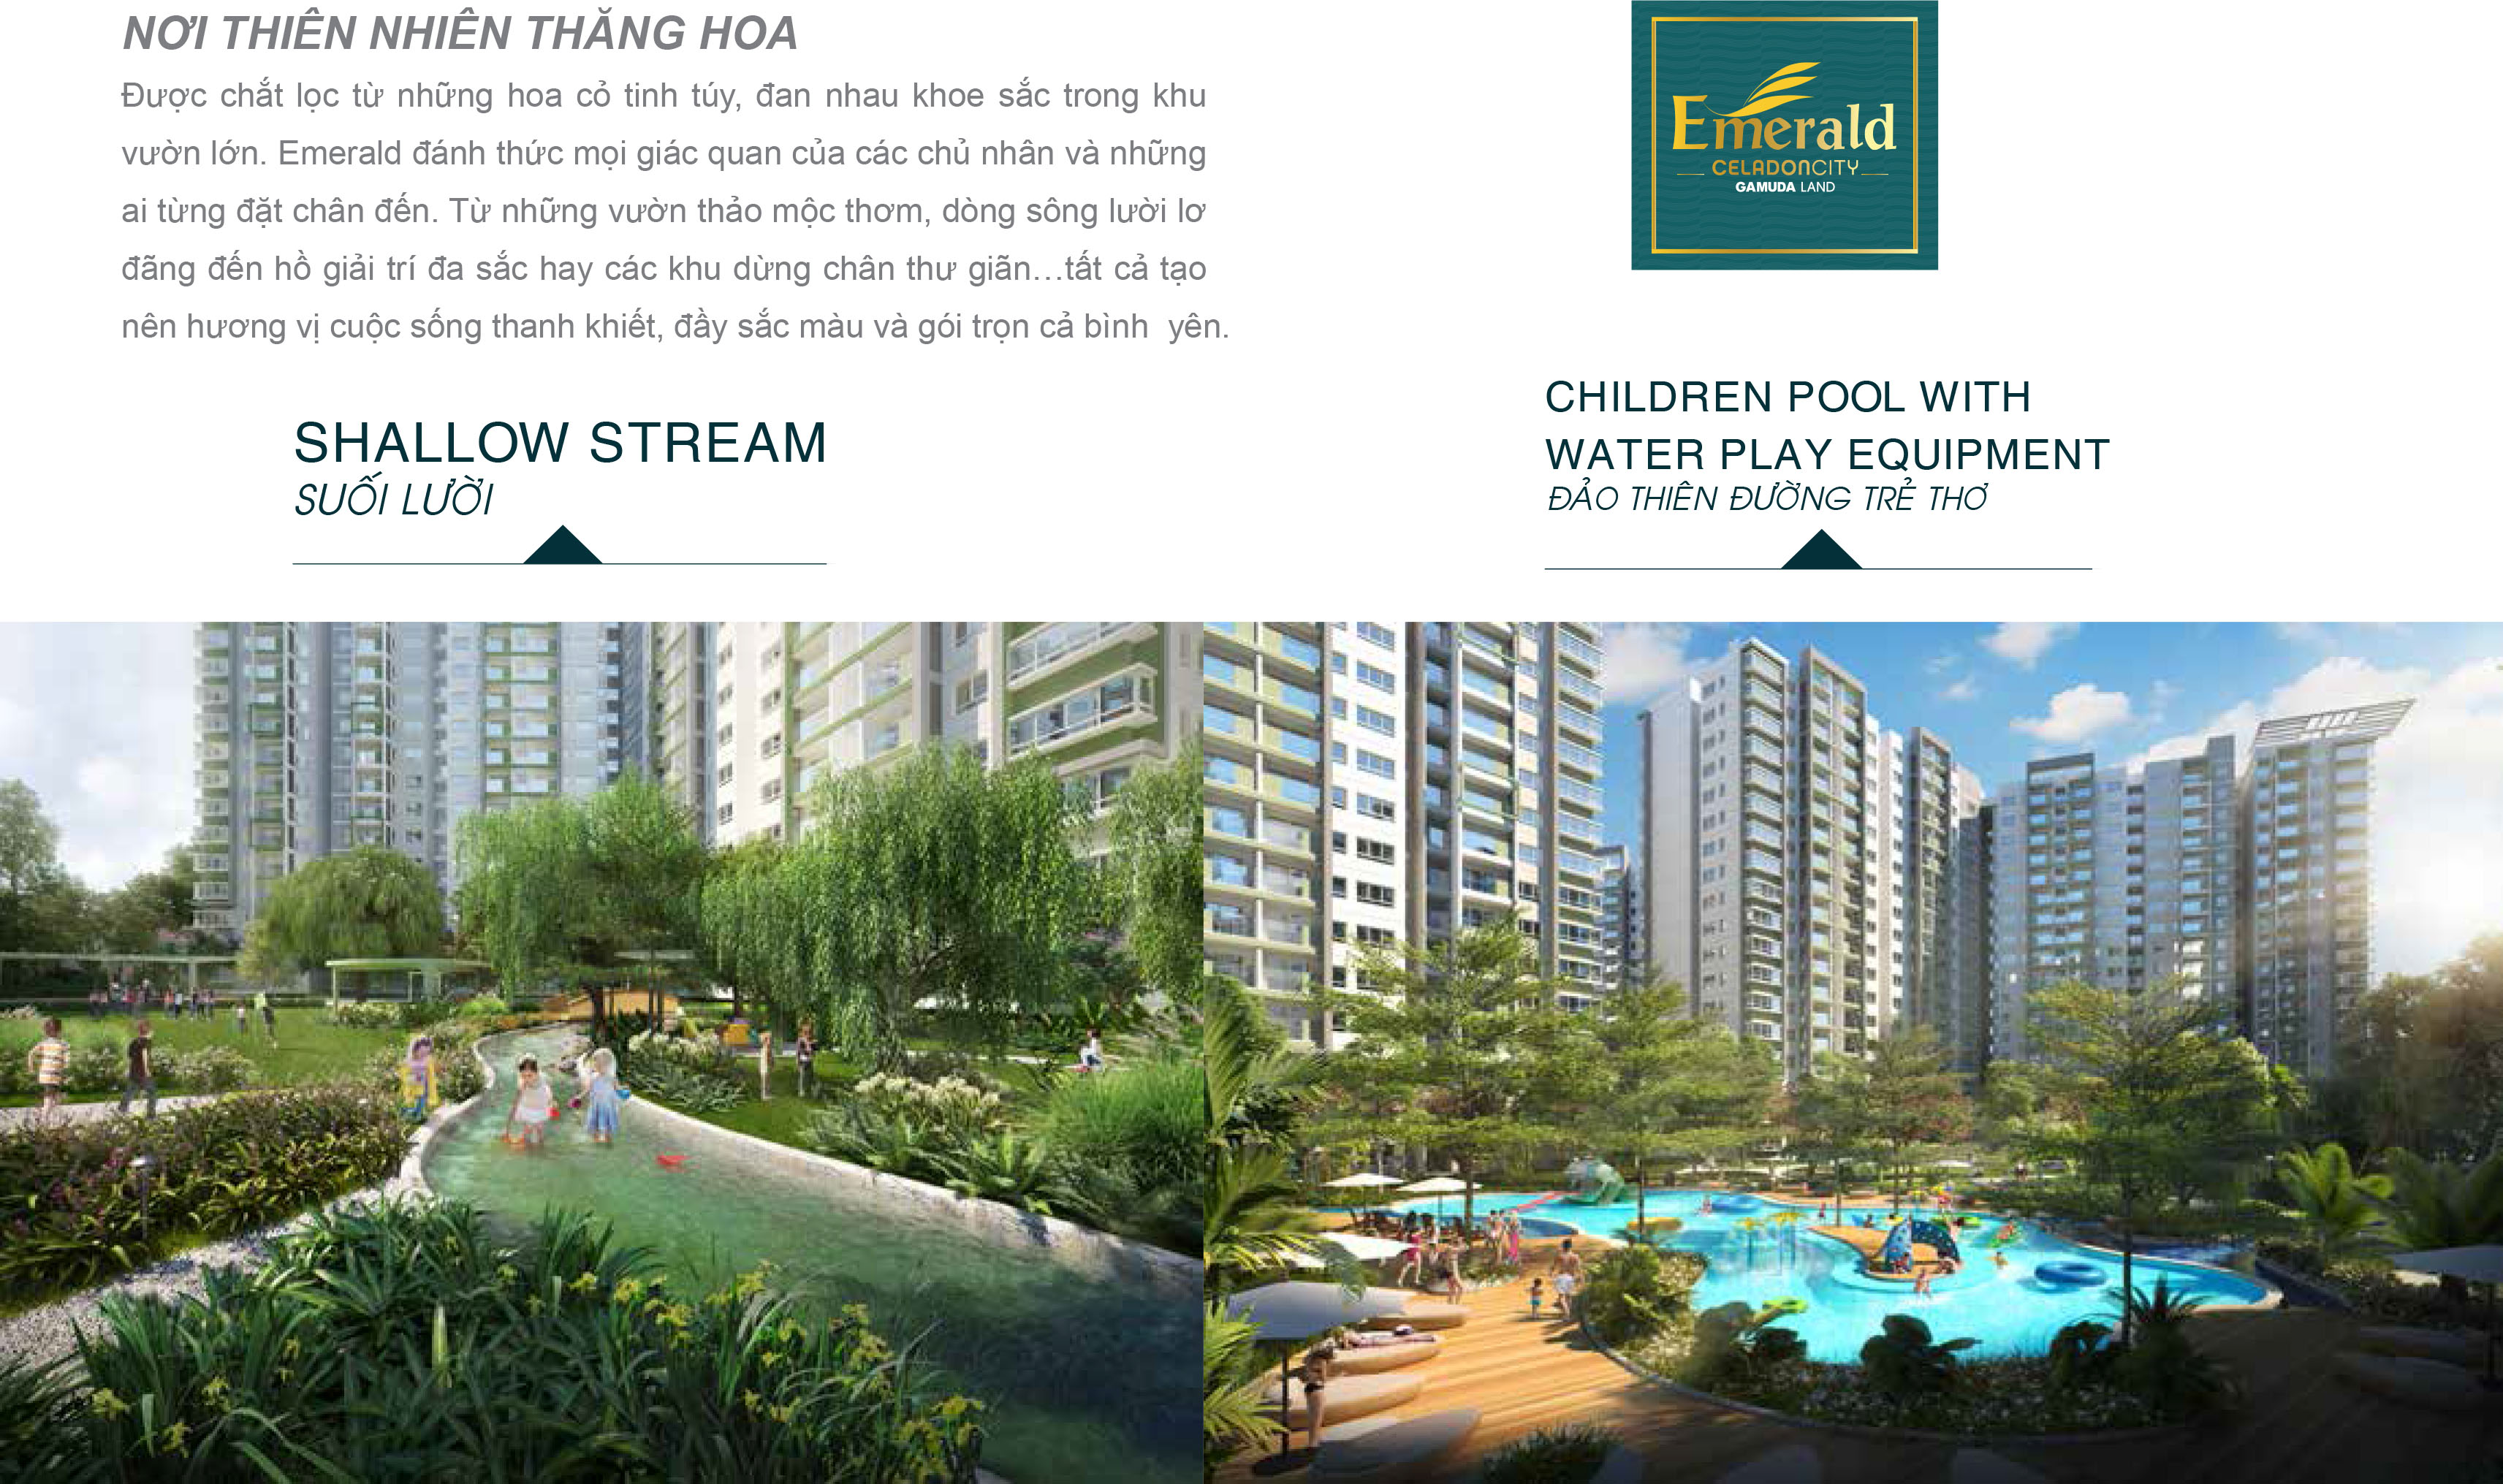 NƠI THIÊN NHIÊN THĂNG HOA
Được chắt lọc từ những hoa cỏ tinh túy, đan nhau khoe sắc trong khu
vườn lớn. Emerald đánh thức mọi giác quan của các chủ nhân và những
ai từng đặt chân đến. Từ những vườn thảo mộc thơm, dòng sông lười lơ
đãng đến hồ giải trí đa sắc hay các khu dừng chân thư giãn…tất cả tạo
nên hương vị cuộc sống thanh khiết, đầy sắc màu và gói trọn cả bình yên.
Emerald
CELADONCITY
GAMUDA LAND
SHALLOW STREAM
SUỐI LƯỜI
CHILDREN POOL WITH
WATER PLAY EQUIPMENT
ĐẢO THIÊN ĐƯỜNG TRẺ THƠ